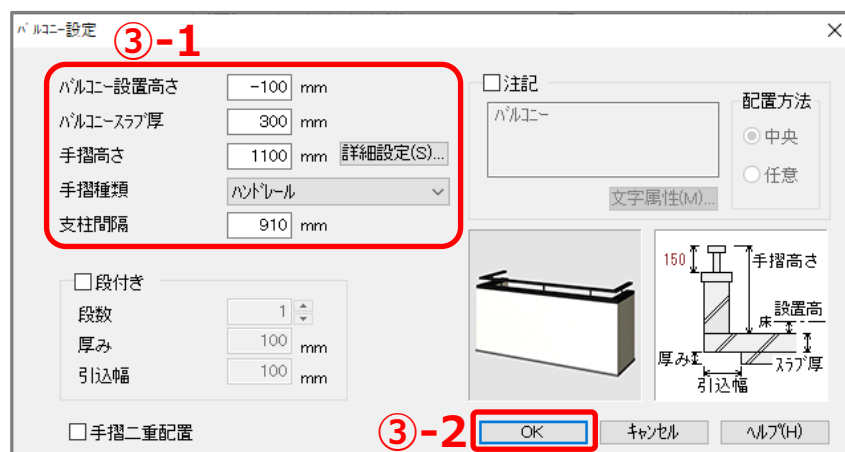 バルコニー設定
③-1
バルコニー設置高さ -100 mm
バルコニースラブ厚 300 mm
手摺高さ 1100 mm 詳細設定(S)...
手摺種類 ハンドレール
支柱間隔 910 mm
段付き
段数 1
厚み 100 mm
引込幅 100 mm
手摺二重配置
注記
バルコニー
文字属性(M)...
配置方法
中央
任意
150
手摺高さ
設置高
床
厚み
スラブ厚
引込幅
③-2
OK
キャンセル
ヘルプ(H)